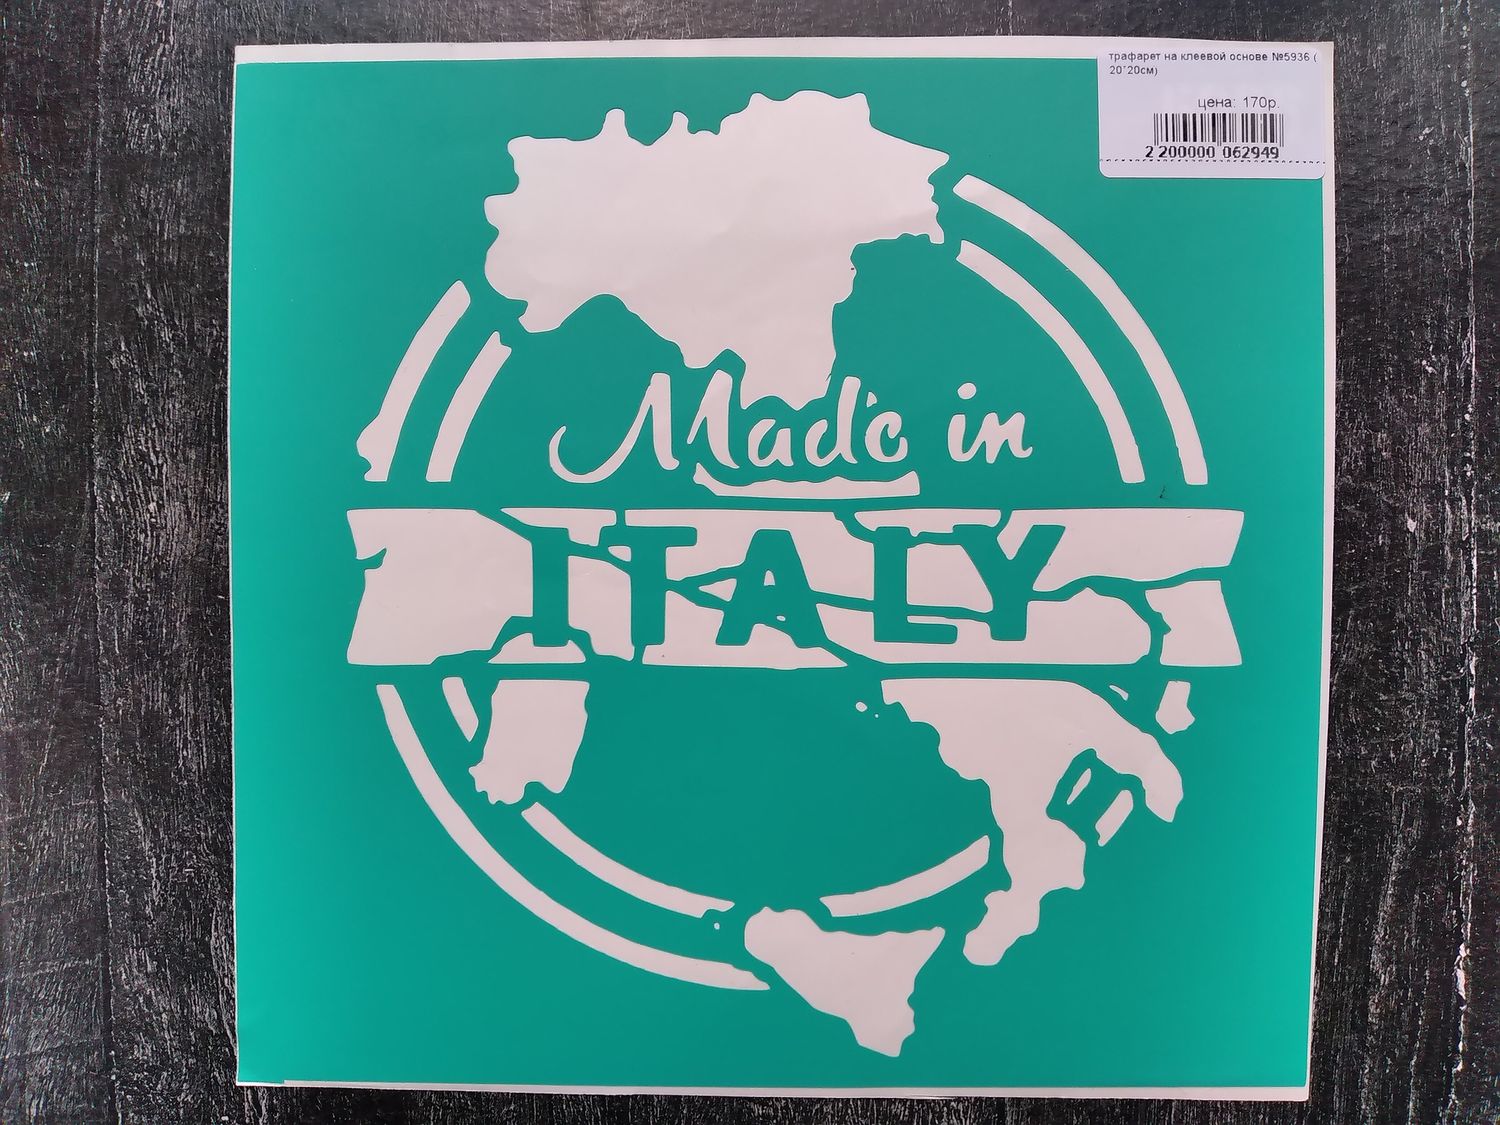 трафарет на клеевой основе №5936 (
20*20см)
цена: 170р.
2 200000 062949
Made in
ITALY